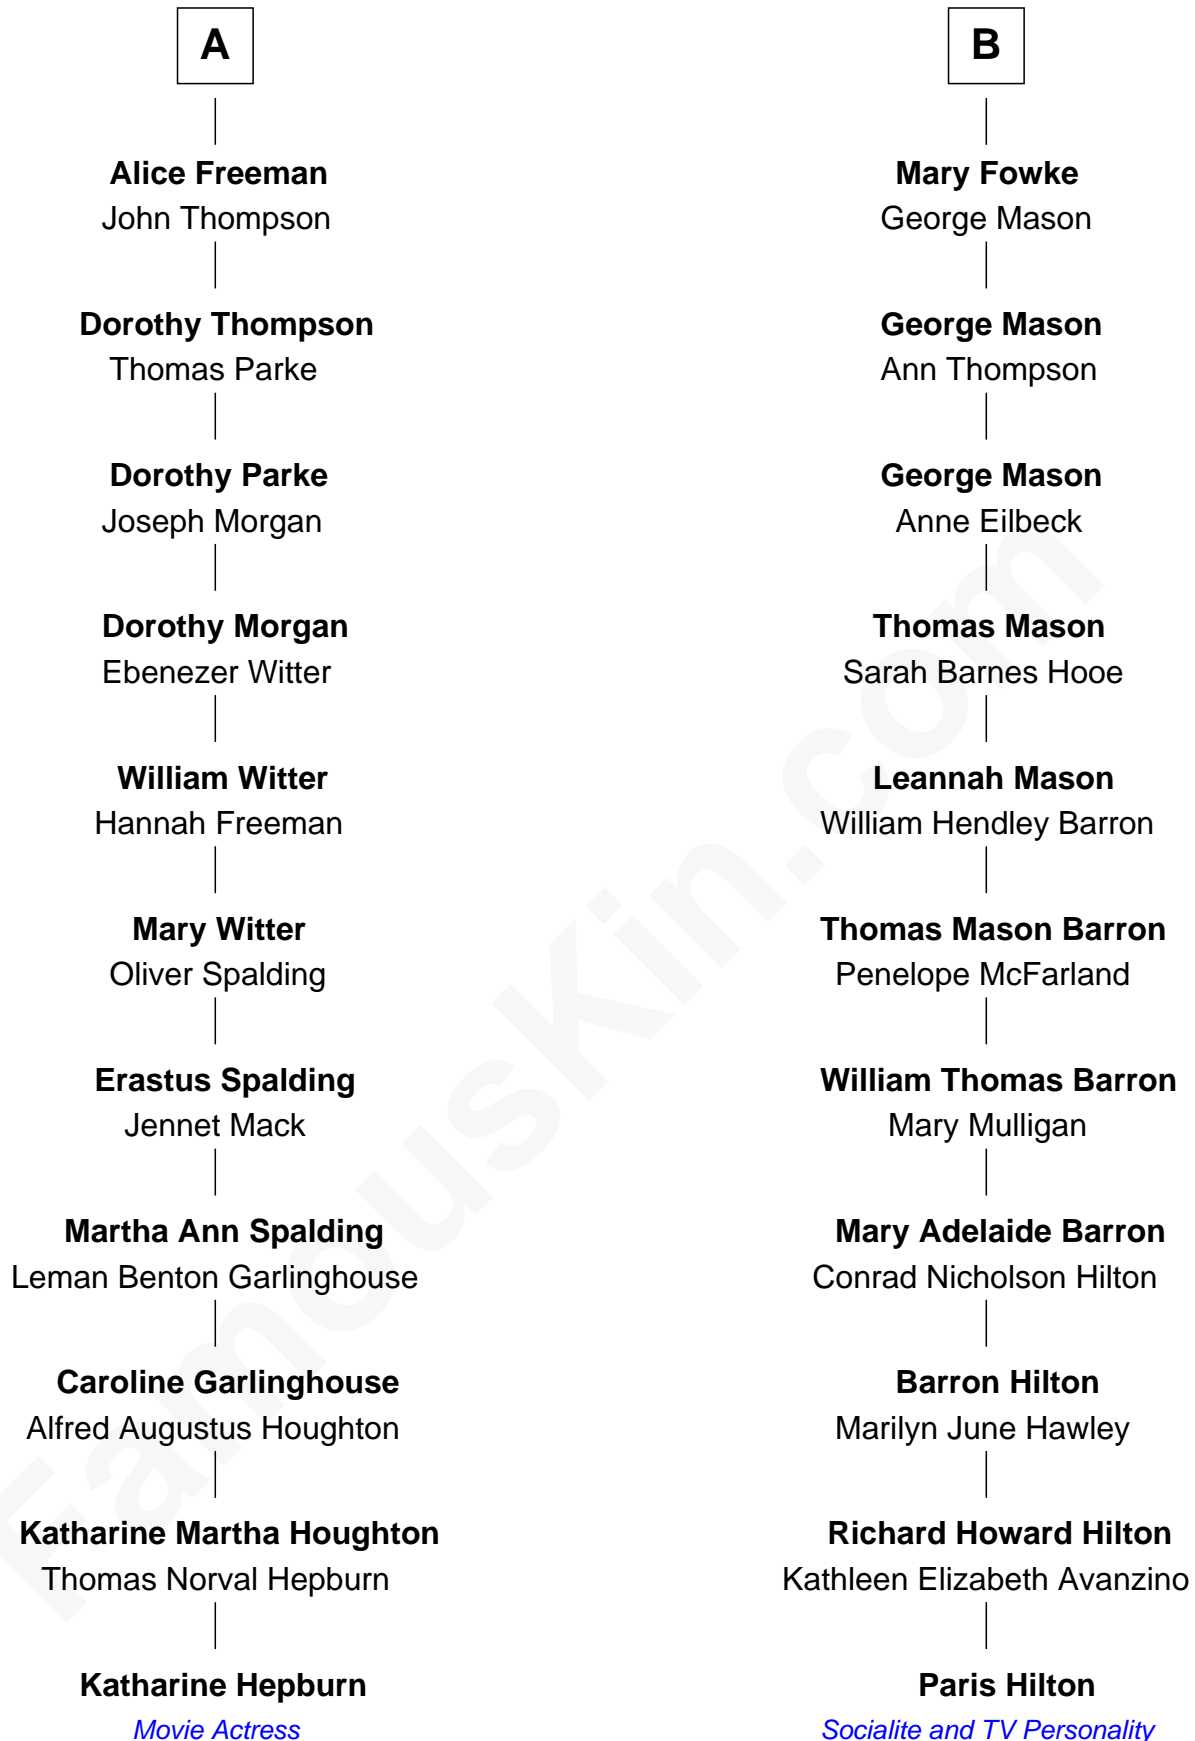 A
Alice Freeman
John Thompson
Dorothy Thompson
Thomas Parke
Dorothy Parke
Joseph Morgan
Dorothy Morgan
Ebenezer Witter
William Witter
Hannah Freeman
Mary Witter
Oliver Spalding
Erastus Spalding
Jennet Mack
Martha Ann Spalding
Leman Benton Garlinghouse
Caroline Garlinghouse
Alfred Augustus Houghton
Katharine Martha Houghton
Thomas Norval Hepburn
Katharine Hepburn
Movie Actress
B
Mary Fowke
George Mason
George Mason
Ann Thompson
George Mason
Anne Eilbeck
Thomas Mason
Sarah Barnes Hooe
Leannah Mason
William Hendley Barron
Thomas Mason Barron
Penelope McFarland
William Thomas Barron
Mary Mulligan
Mary Adelaide Barron
Conrad Nicholson Hilton
Barron Hilton
Marilyn June Hawley
Richard Howard Hilton
Kathleen Elizabeth Avanzino
Paris Hilton
Socialite and TV Personality
FamousKin.com